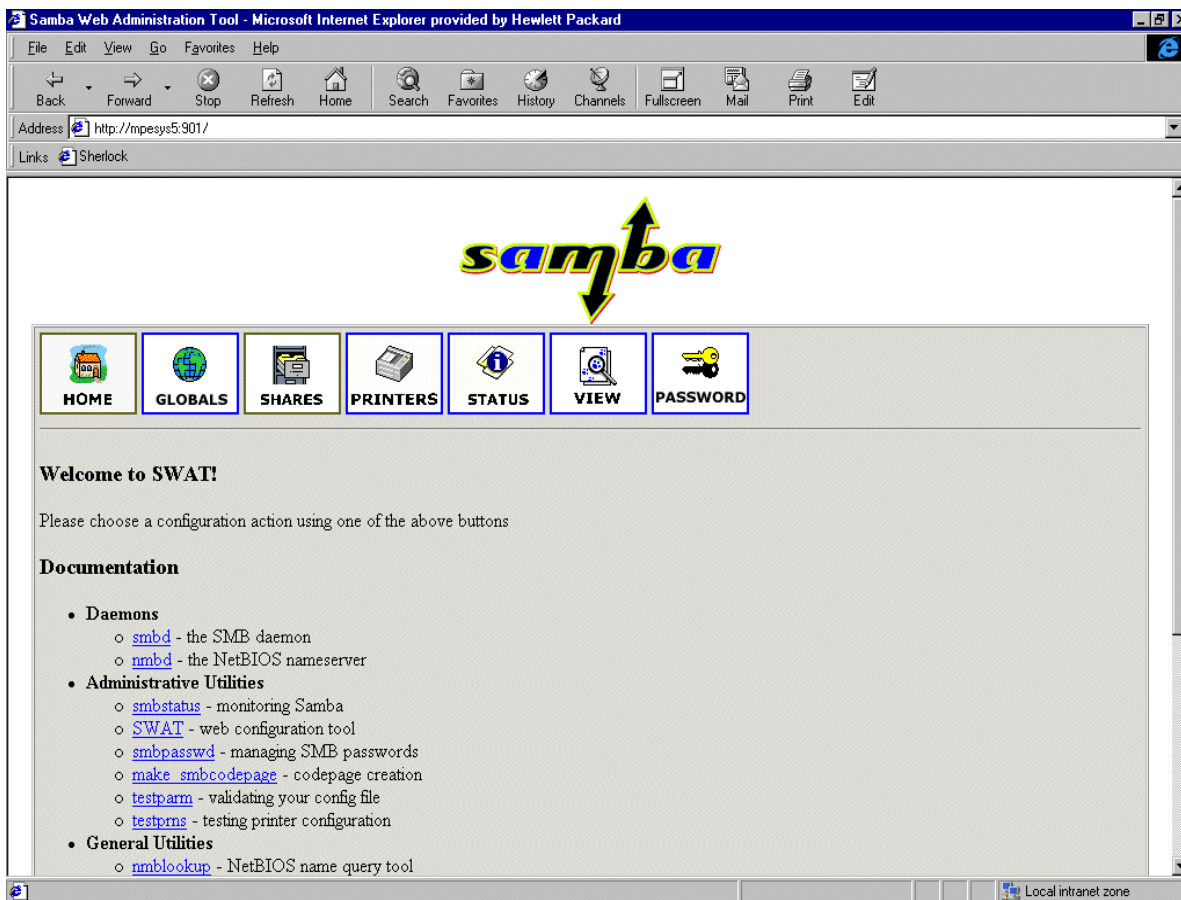 Samba Web Administration Tool - Microsoft Internet Explorer provided by Hewlett Packard
File Edit View Go Favorites Help
Back Forward Stop Refresh Home Search Favorites History Channels Fullscreen Mail Print Edit
Address http://mpesys5:901/
Links Sherlock
samba
HOME GLOBALS SHARES PRINTERS STATUS VIEW PASSWORD
Welcome to SWAT!
Please choose a configuration action using one of the above buttons
Documentation
• Daemons
o smbd - the SMB daemon
o nmbd - the NetBIOS nameserver
• Administrative Utilities
o smbstatus - monitoring Samba
o SWAT - web configuration tool
o smbpasswd - managing SMB passwords
o make_smbcodepage - codepage creation
o testparm - validating your config file
o testprns - testing printer configuration
• General Utilities
o nmblookup - NetBIOS name query tool
Local intranet zone